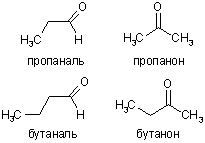 O
H₃C
H
O
H₃C
CH₃
пропаналь
пропанон
O
H₃C
H
O
H₃C
CH₃
бутаналь
бутанон